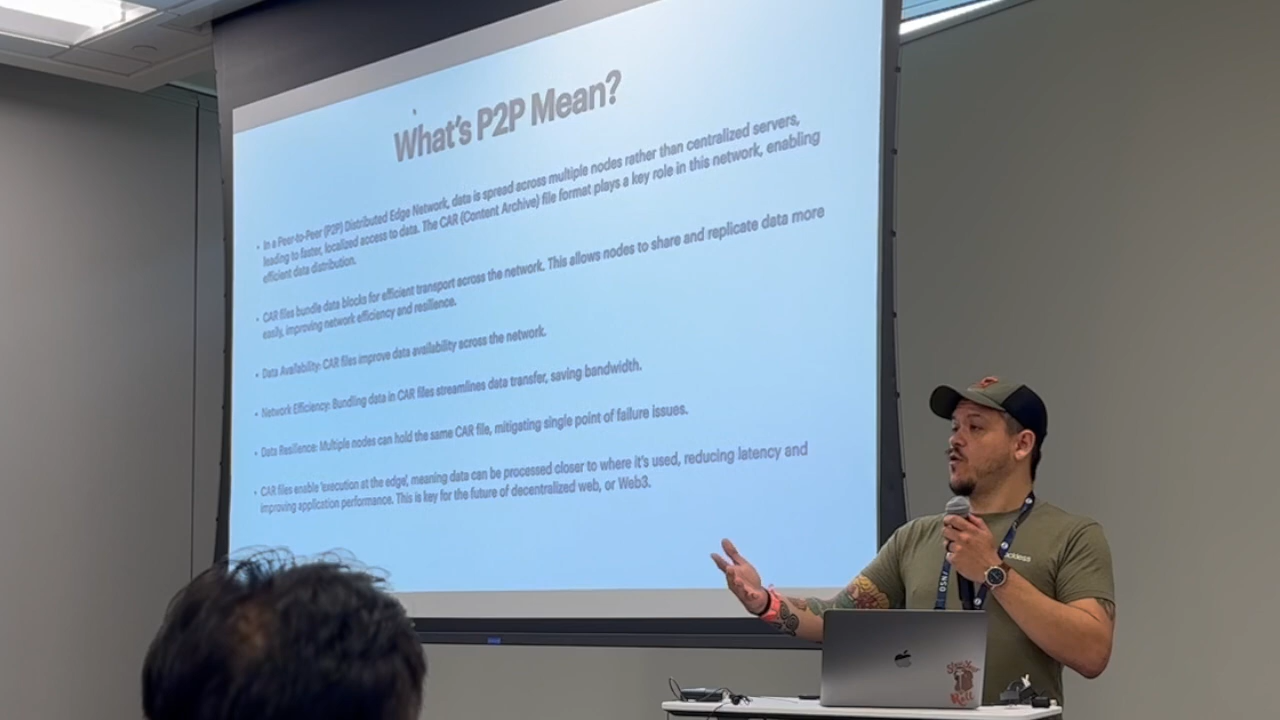 What's P2P Mean?
• In a Peer-to-Peer (P2P) Distributed Edge Network, data is spread across multiple nodes rather than centralized servers,
leading to faster, localized access to data. The CAR (Content Archive) file format plays a key role in this network, enabling
efficient data distribution.
• CAR files bundle data blocks for efficient transport across the network. This allows nodes to share and replicate data more
easily, improving network efficiency and resilience.
• Data Availability: CAR files improve data availability across the network.
• Network Efficiency: Bundling data in CAR files streamlines data transfer, saving bandwidth.
• Data Resilience: Multiple nodes can hold the same CAR file, mitigating single point of failure issues.
• CAR files enable 'execution at the edge', meaning data can be processed closer to where it's used, reducing latency and
improving application performance. This is key for the future of decentralized web, or Web3.